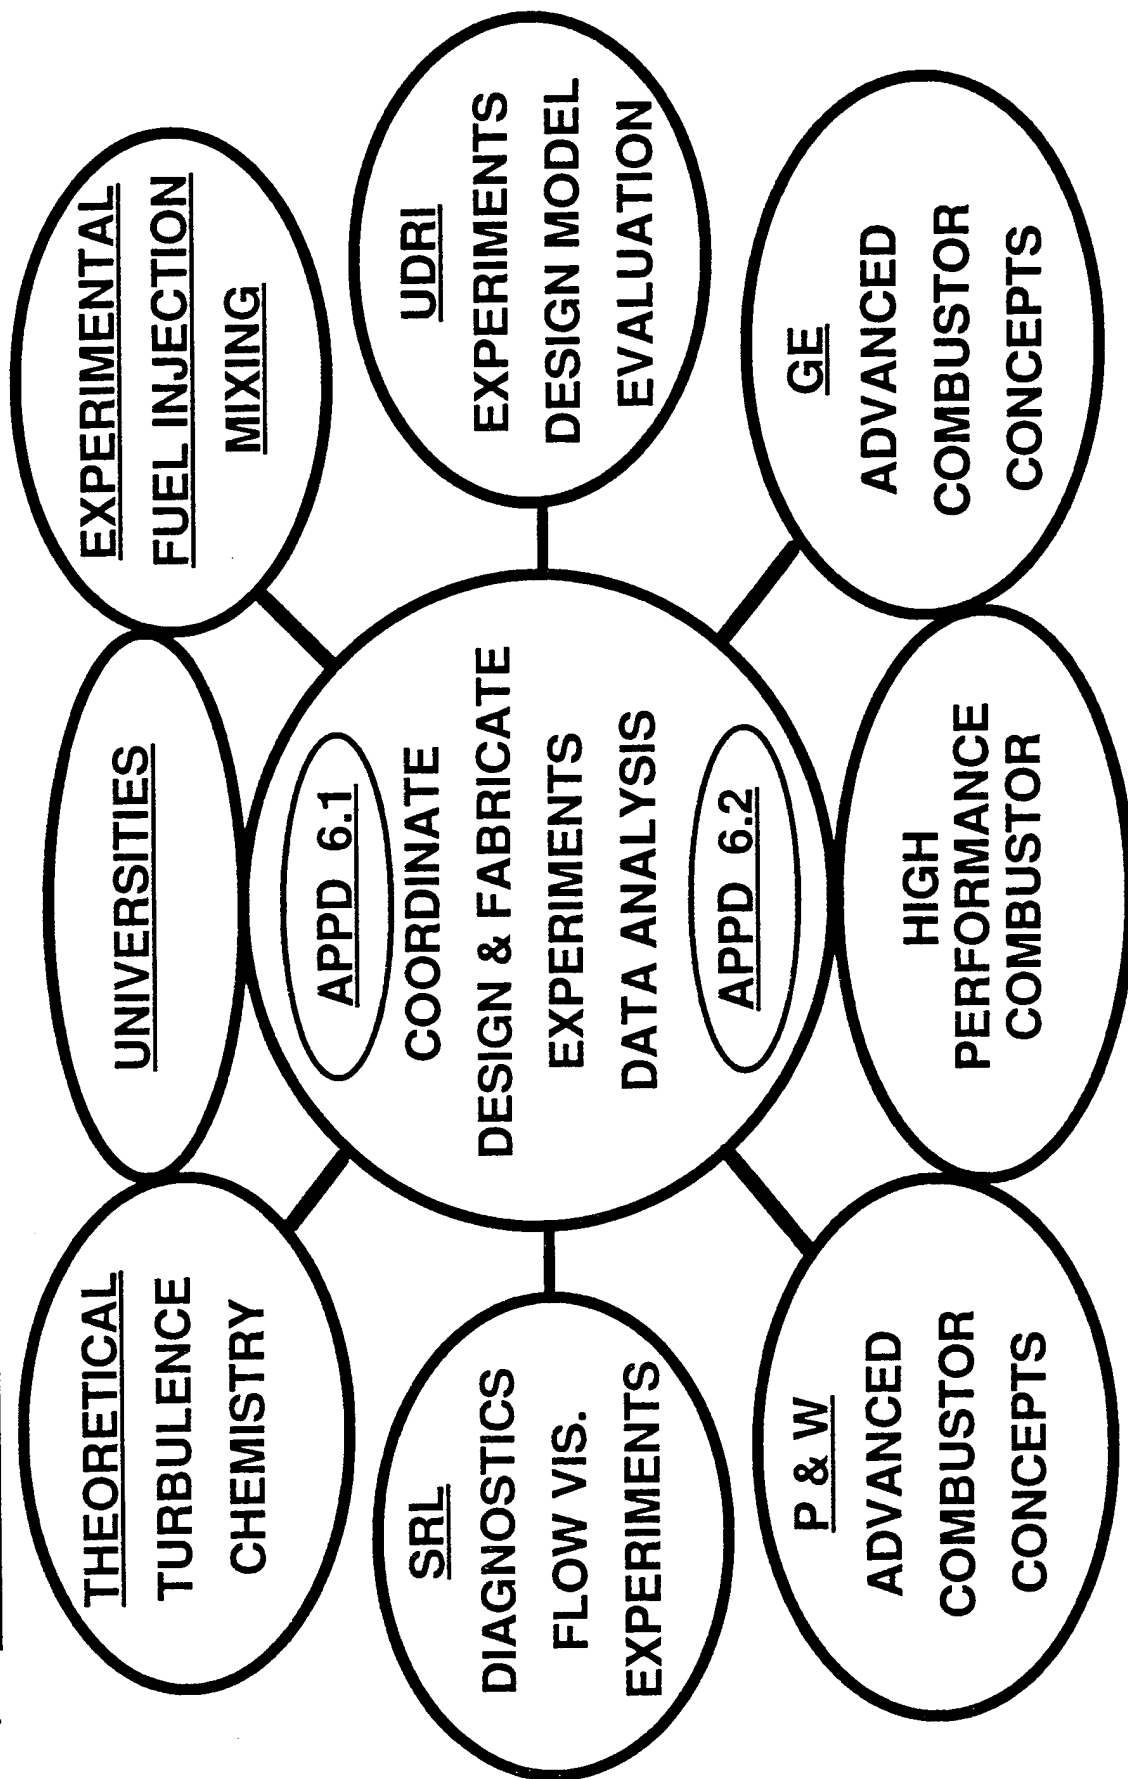 THEORETICAL
TURBULENCE
CHEMISTRY
UNIVERSITIES
EXPERIMENTAL
FUEL INJECTION
MIXING
SRL
DIAGNOSTICS
FLOW VIS.
EXPERIMENTS
APPD 6.1
COORDINATE
DESIGN & FABRICATE
EXPERIMENTS
DATA ANALYSIS
APPD 6.2
UDRI
EXPERIMENTS
DESIGN MODEL
EVALUATION
P & W
ADVANCED
COMBUSTOR
CONCEPTS
HIGH
PERFORMANCE
COMBUSTOR
GE
ADVANCED
COMBUSTOR
CONCEPTS